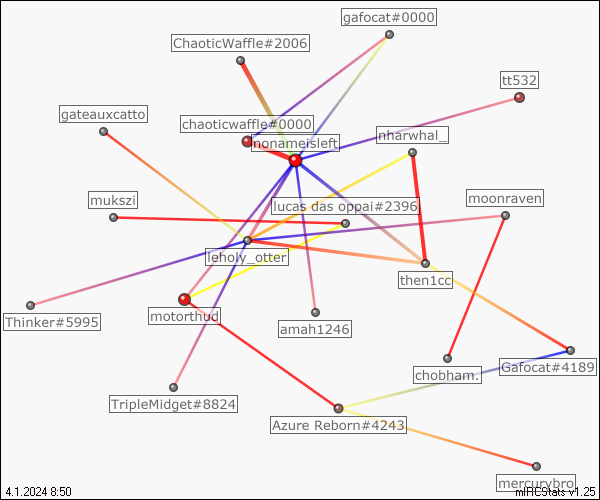 gafocat#0000
ChaoticWaffle#2006
tt532
gateauxcatto
chaoticwaffle#0000
nharwhal_
nonameisleft
mukszi
lucas das oppai#2396
moonraven
leholy_otter
then1cc
Thinker#5995
motorthud
amah1246
chobham.
Gafocat#4189
TripleMidget#8824
Azure Reborn#4243
mercurybro
4.1.2024 8:50
mIRCStats v1.25